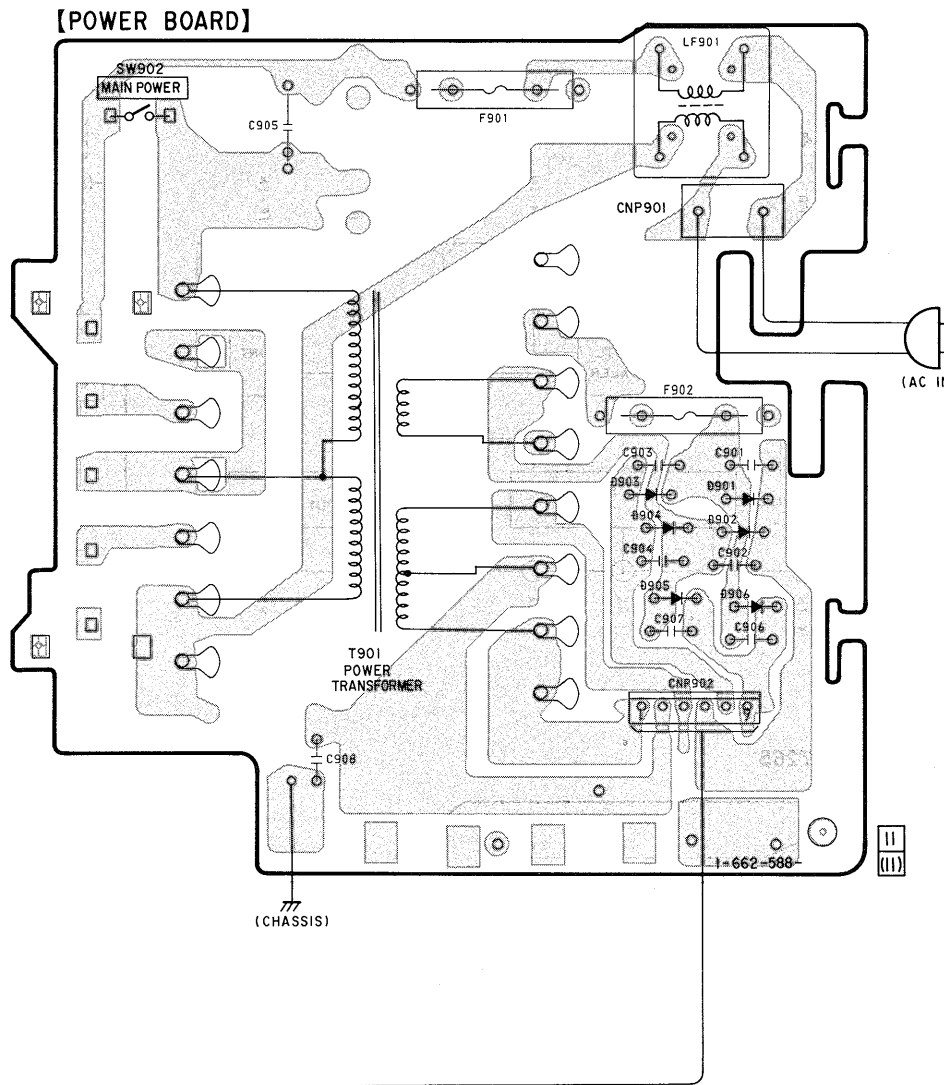 【POWER BOARD】
LF901
SW902
MAIN POWER
C905
F901
CNP901
(AC IN
F902
C903
C901
D903
D901
D904
D902
C904
C902
D905
D906
C907
C906
T901
POWER
TRANSFORMER
CNP902
C908
1-662-588-
11
(11)
(CHASSIS)